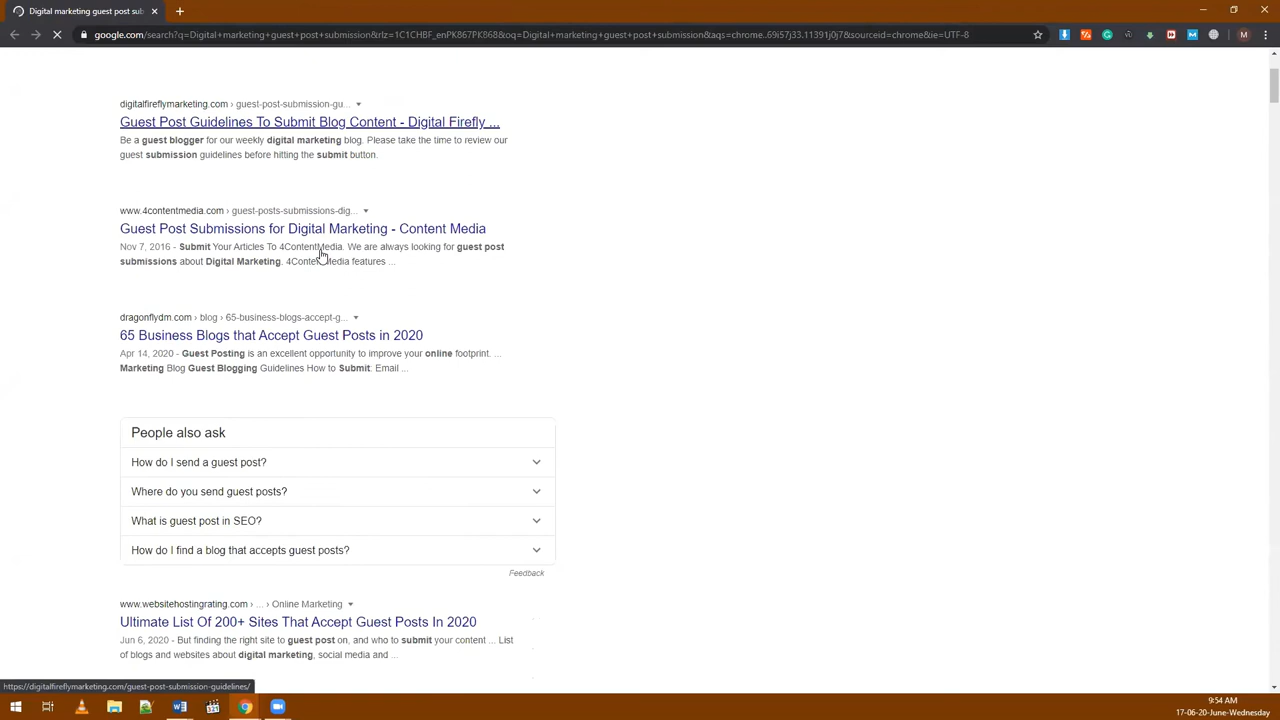 Digital marketing guest post sub
google.com/search?q=Digital+marketing+guest+post+submission&rlz=1C1CHBF_enPK867PK868&oq=Digital+marketing+guest+post+submission&aqs=chrome..69i57j33.11391j0j7&sourceid=chrome&ie=UTF-8
M
digitalfireflymarketing.com › guest-post-submission-gu...
Guest Post Guidelines To Submit Blog Content - Digital Firefly ...
Be a guest blogger for our weekly digital marketing blog. Please take the time to review our
guest submission guidelines before hitting the submit button.
www.4contentmedia.com › guest-posts-submissions-dig...
Guest Post Submissions for Digital Marketing - Content Media
Nov 7, 2016 - Submit Your Articles To 4ContentMedia. We are always looking for guest post
submissions about Digital Marketing. 4ContentMedia features ...
dragonflydm.com › blog › 65-business-blogs-accept-g...
65 Business Blogs that Accept Guest Posts in 2020
Apr 14, 2020 - Guest Posting is an excellent opportunity to improve your online footprint. ...
Marketing Blog Guest Blogging Guidelines How to Submit: Email ...
People also ask
How do I send a guest post?
Where do you send guest posts?
What is guest post in SEO?
How do I find a blog that accepts guest posts?
Feedback
www.websitehostingrating.com › ... › Online Marketing
Ultimate List Of 200+ Sites That Accept Guest Posts In 2020
Jun 6, 2020 - But finding the right site to guest post on, and who to submit your content ... List
of blogs and websites about digital marketing, social media and ...
https://digitalfireflymarketing.com/guest-post-submission-guidelines/
9:54 AM
17-06-20-June-Wednesday